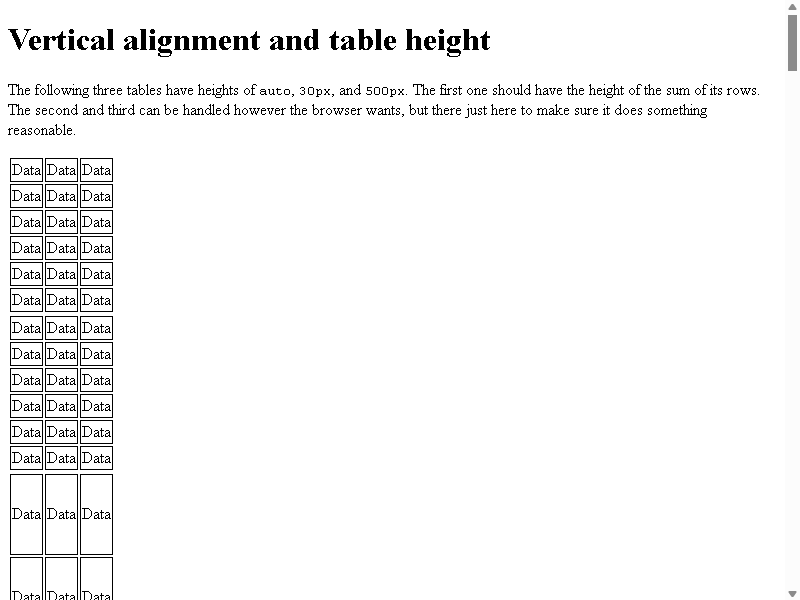 Vertical alignment and table height
The following three tables have heights of auto, 30px, and 500px. The first one should have the height of the sum of its rows.
The second and third can be handled however the browser wants, but there just here to make sure it does something
reasonable.
Data Data Data
Data Data Data
Data Data Data
Data Data Data
Data Data Data
Data Data Data
Data Data Data
Data Data Data
Data Data Data
Data Data Data
Data Data Data
Data Data Data
Data Data Data
Data Data Data